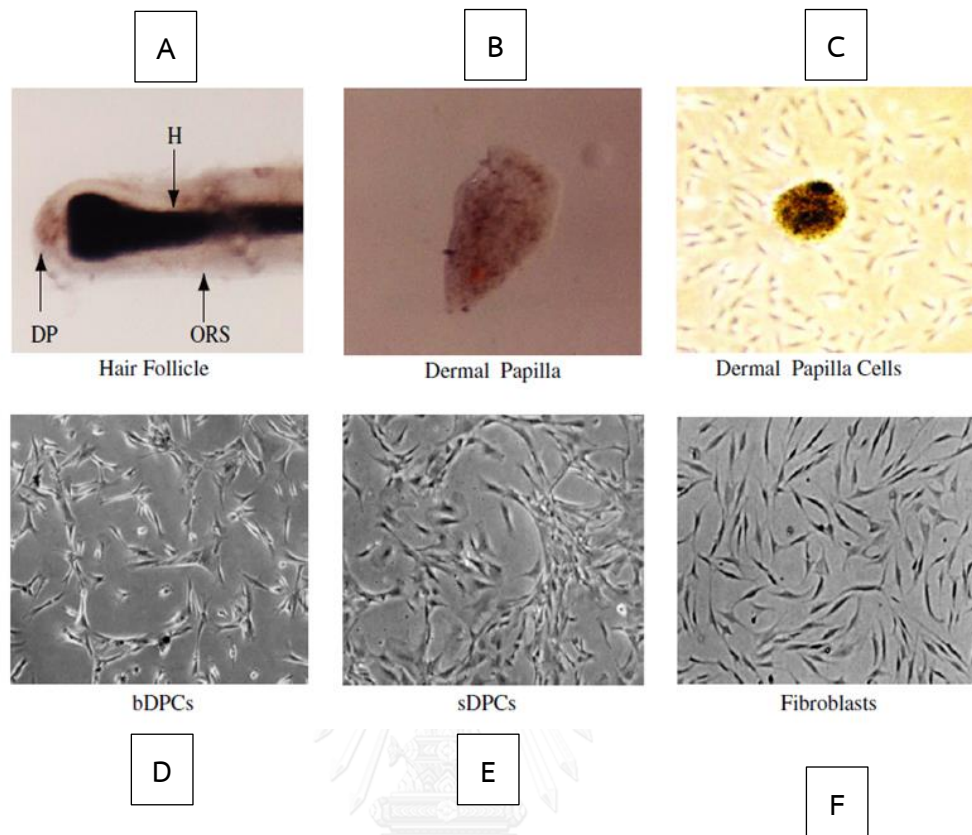 A B C
H
DP ORS
Hair Follicle Dermal Papilla Dermal Papilla Cells
bDPCs sDPCs Fibroblasts
D E
F